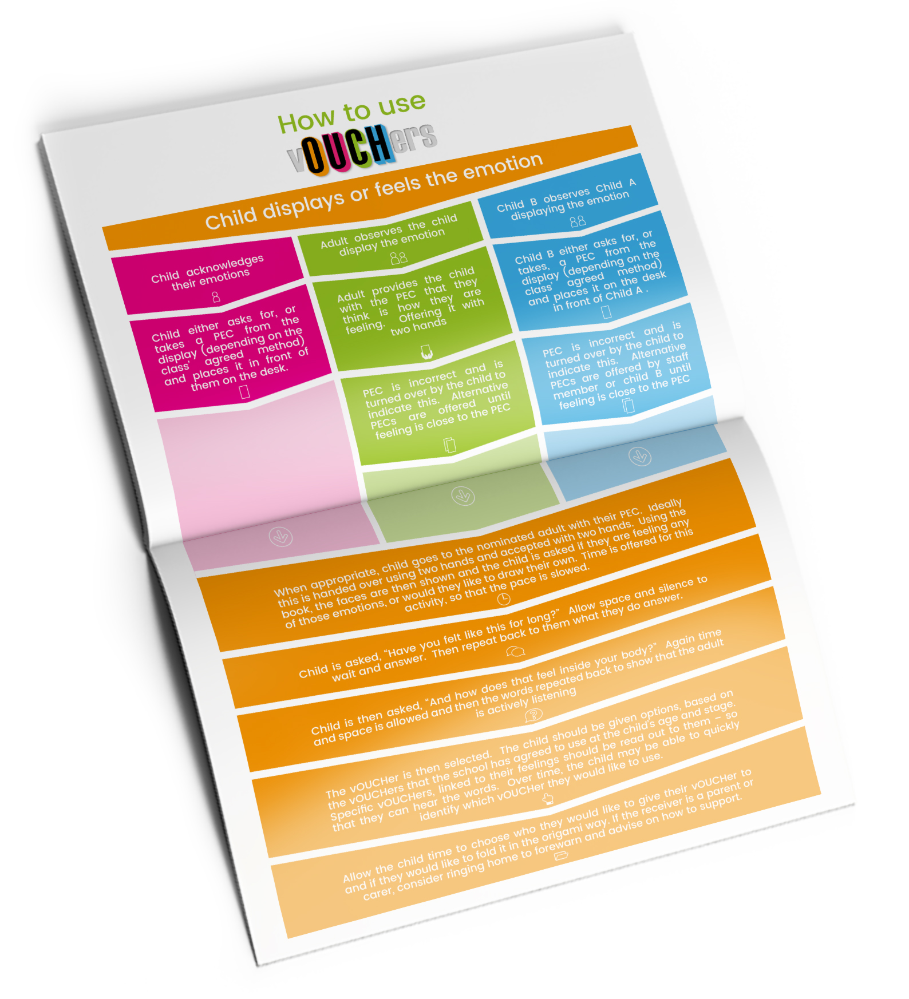 How to use
vOUCHers
Child displays or feels the emotion
Child acknowledges
their emotions
Child either asks for, or
takes a PEC from the
display (depending on the
class' agreed method)
and places it in front of
them on the desk.
Adult observes the child
display the emotion
Adult provides the child
with the PEC that they
think is how they are
feeling. Offering it with
two hands
PEC is incorrect and is
turned over by the child to
indicate this. Alternative
PECs are offered until
feeling is close to the PEC
Child B observes Child A
displaying the emotion
Child B either asks for, or
takes, a PEC from the
display (depending on the
class' agreed method)
and places it on the desk
in front of Child A .
PEC is incorrect and is
turned over by the child to
indicate this. Alternative
PECs are offered by staff
member or child B until
feeling is close to the PEC
When appropriate, child goes to the nominated adult with their PEC. Ideally
this is handed over using two hands and accepted with two hands. Using the
book, the faces are then shown and the child is asked if they are feeling any
of those emotions, or would they like to draw their own. Time is offered for this
activity, so that the pace is slowed.
Child is asked, “Have you felt like this for long?” Allow space and silence to
wait and answer. Then repeat back to them what they do answer.
Child is then asked, “And how does that feel inside your body?” Again time
and space is allowed and then the words repeated back to show that the adult
is actively listening
?
The vOUCHer is then selected. The child should be given options, based on
the vOUCHers that the school has agreed to use at the child's age and stage.
Specific vOUCHers, linked to their feelings should be read out to them – so
that they can hear the words. Over time, the child may be able to quickly
identify which vOUCHer they would like to use.
Allow the child time to choose who they would like to give their vOUCHer to
and if they would like to fold it in the origami way. If the receiver is a parent or
carer, consider ringing home to forewarn and advise on how to support.